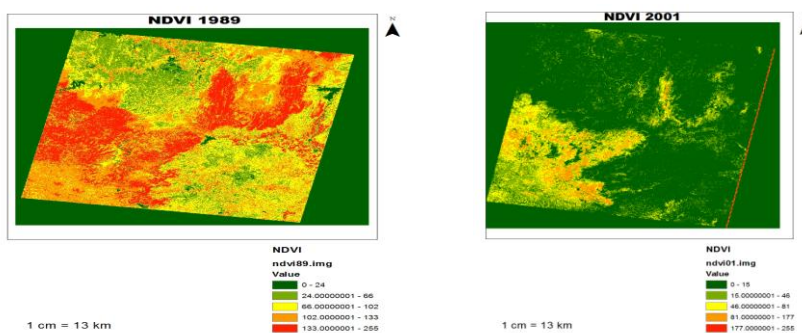 NDVI 1989
N
NDVI
ndvi89.img
Value
0 - 24
24.00000001 - 66
66.00000001 - 102
102.0000001 - 133
133.0000001 - 255
1 cm = 13 km
NDVI 2001
NDVI
ndvi01.img
Value
0 - 15
15.00000001 - 46
46.00000001 - 81
81.00000001 - 177
177.0000001 - 255
1 cm = 13 km